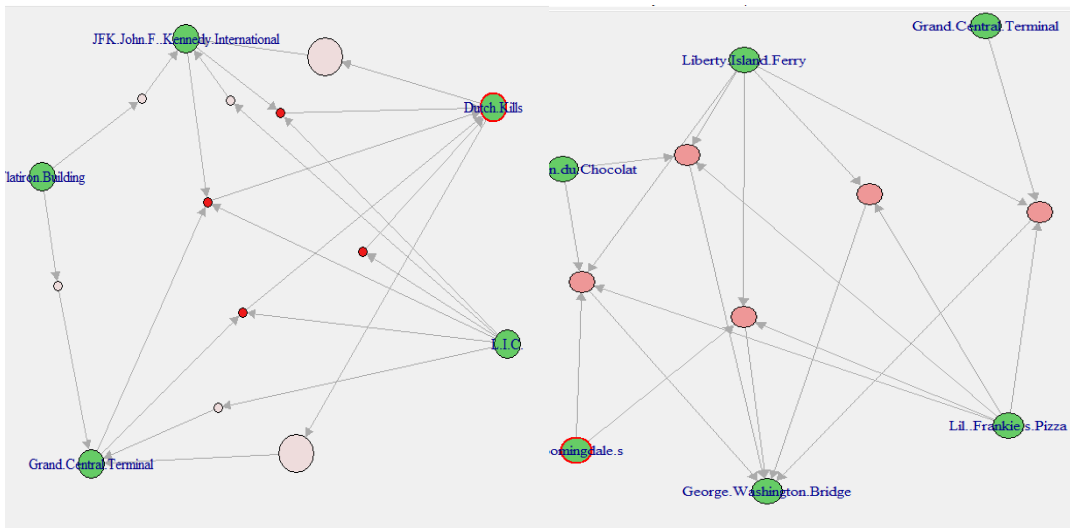 JFK.John.F..Kennedy.International
Dutch.Kills
latiron.Building
L.I.C.
Grand.Central.Terminal
Grand.Central.Terminal
Liberty.Island.Ferry
n.du.Chocolat
Lil..Frankie.s.Pizza
omingdale.s
George.Washington.Bridge